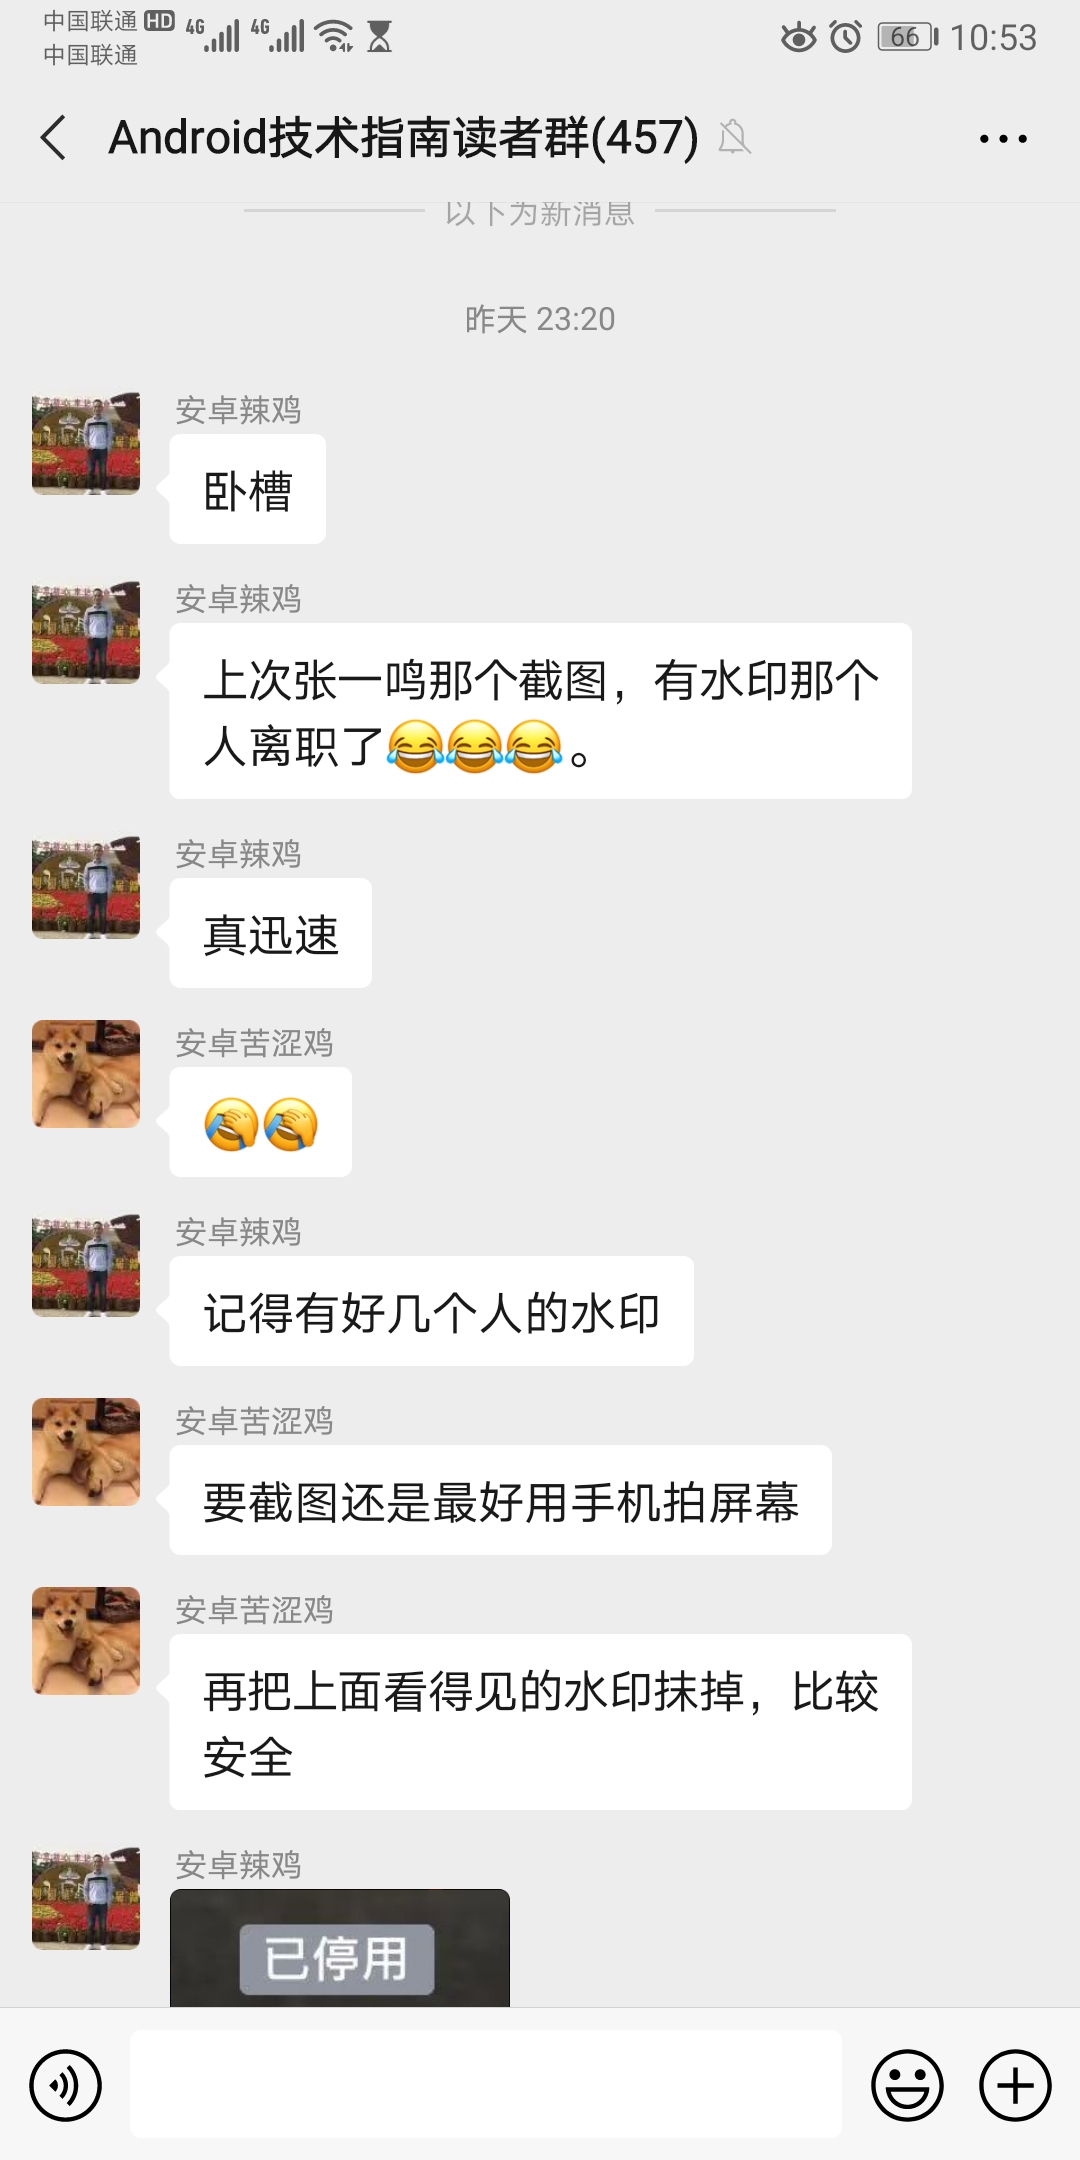 中国联通 HD 4G 4G 66 10:53
中国联通
Android技术指南读者群(457)
以下为新消息
昨天 23:20
安卓辣鸡
卧槽
安卓辣鸡
上次张一鸣那个截图，有水印那个
人离职了😂😂😂。
安卓辣鸡
真迅速
安卓苦涩鸡
安卓辣鸡
记得有好几个人的水印
安卓苦涩鸡
要截图还是最好用手机拍屏幕
安卓苦涩鸡
再把上面看得见的水印抹掉，比较
安全
安卓辣鸡
已停用